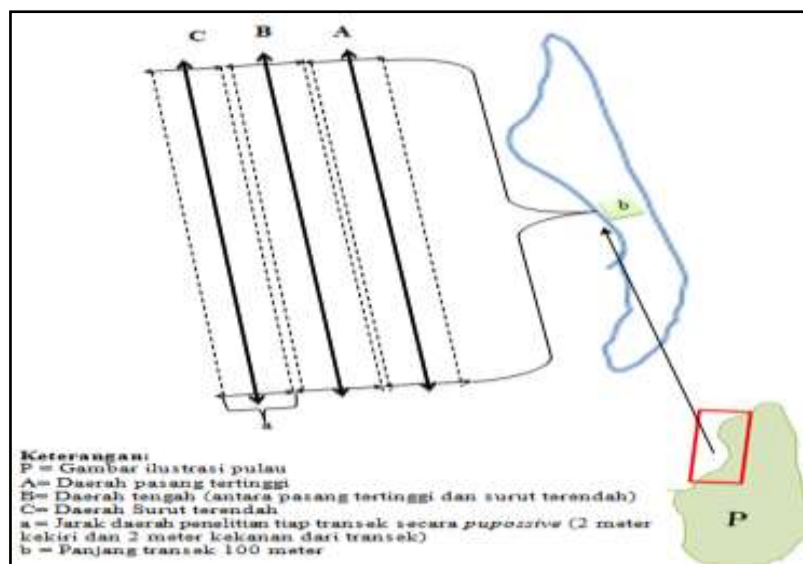 C B A
b
a
P
Keterangan:
P = Gambar ilustrasi pulau
A= Daerah pasang tertinggi
B= Daerah tengah (antara pasang tertinggi dan surut terendah)
C= Daerah Surut terendah
a = Jarak daerah penelitian tiap transek secara pupossive (2 meter
kekiri dan 2 meter kekanan dari transek)
b = Panjang transek 100 meter